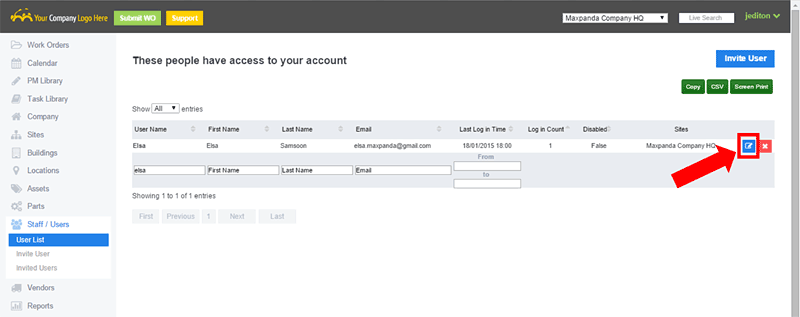 Your Company Logo Here
Submit WO
Support
Maxpanda Company HQ
Live Search
jediton
Work Orders
Calendar
PM Library
Task Library
Company
Sites
Buildings
Locations
Assets
Parts
Staff / Users
User List
Invite User
Invited Users
Vendors
Reports
These people have access to your account
Invite User
Copy CSV Screen Print
Show All entries
User Name First Name Last Name Email Last Log in Time Log in Count Disabled Sites
Elsa Elsa Samsoon elsa.maxpanda@gmail.com 18/01/2015 18:00 1 False Maxpanda Company HQ
From
elsa First Name Last Name Email
to
Showing 1 to 1 of 1 entries
First Previous 1 Next Last